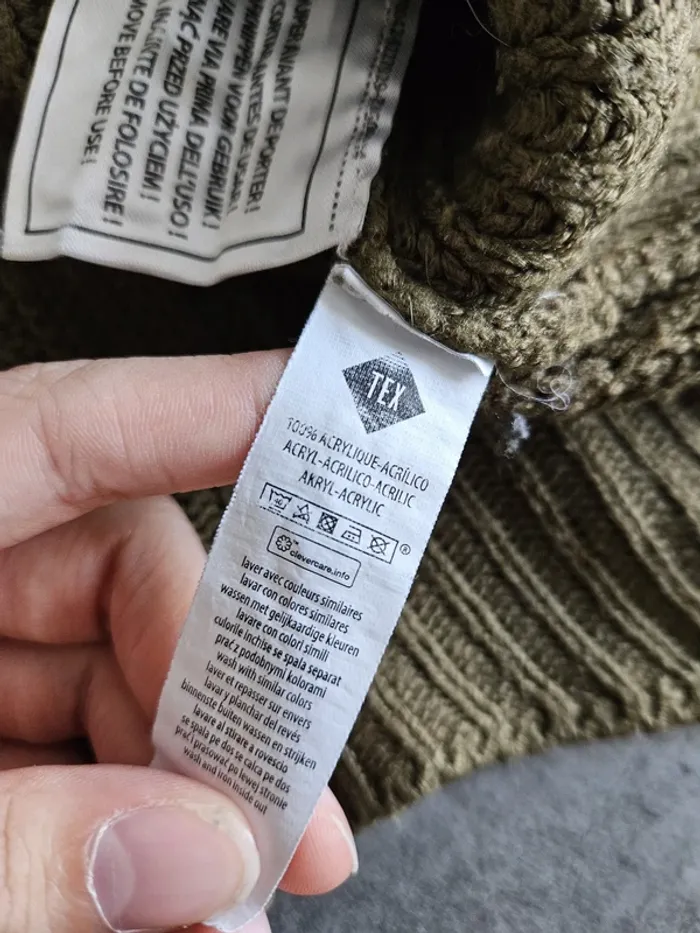 DE PORTER!
DE USAR!
VOOR GEBRUIK!
VIA PRIMA DELL'USO!
PRZED UŻYCIEM!
DE FOLOSIRE!
MOVE BEFORE USE!
TEX
100% ACRYLIQUE-ACRÍLICO
ACRYL-ACRILICO-ACRILIC
AKRYL-ACRYLIC
clevercare.info
laver avec couleurs similaires
lavar con colores similares
wassen met gelijkaardige kleuren
lavare con colori simili
culorile inchise se spala separat
prać z podobnymi kolorami
wash with similar colors
laver et repasser sur envers
lavar y planchar del revés
binnenste buiten wassen en strijken
lavare al stirare a rovescio
se spala pe dos se calca pe dos
prać i prasować po lewej stronie
wash and iron inside out